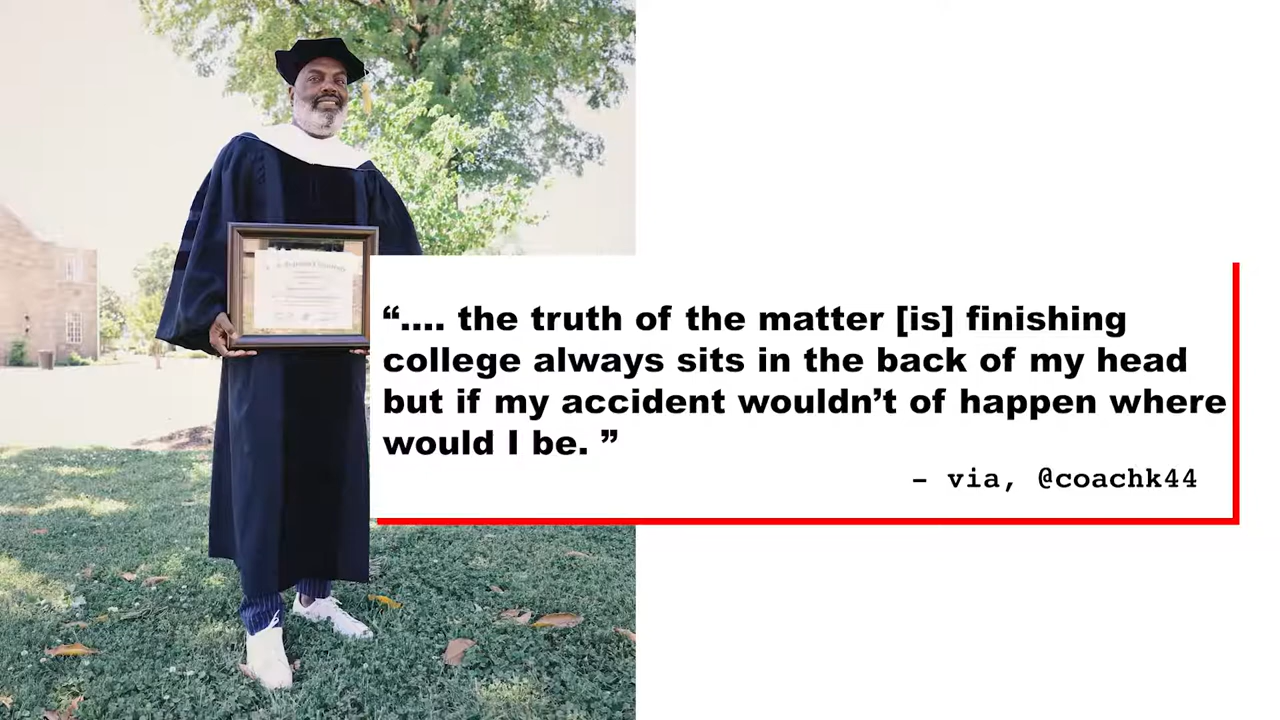 “.... the truth of the matter [is] finishing
college always sits in the back of my head
but if my accident wouldn’t of happen where
would I be. ”
– via, @coachk44